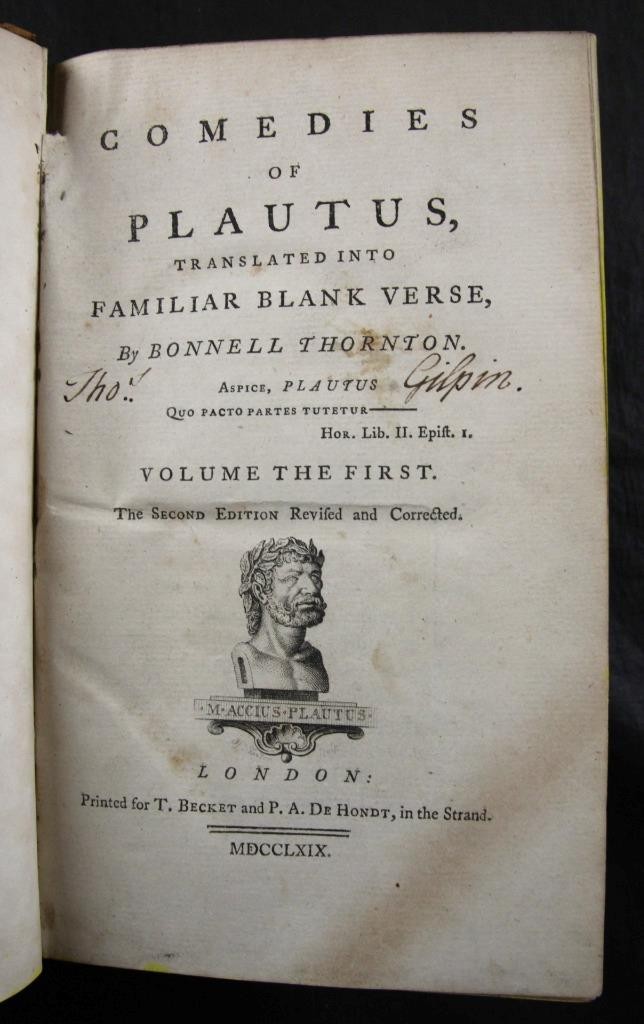 COMEDIES
OF
PLAUTUS,
TRANSLATED INTO
FAMILIAR BLANK VERSE,
By BONNELL THORNTON.
Thos. Gilpin.
ASPICE, PLAUTUS
QUO PACTO PARTES TUTETUR——
HOR. Lib. II. Epiſt. 1.
VOLUME THE FIRST.
The SECOND EDITION Reviſed and Corrected.
M·ACCIUS·PLAUTUS·
LONDON:
Printed for T. BECKET and P. A. DE HONDT, in the Strand.
MDCCLXIX.